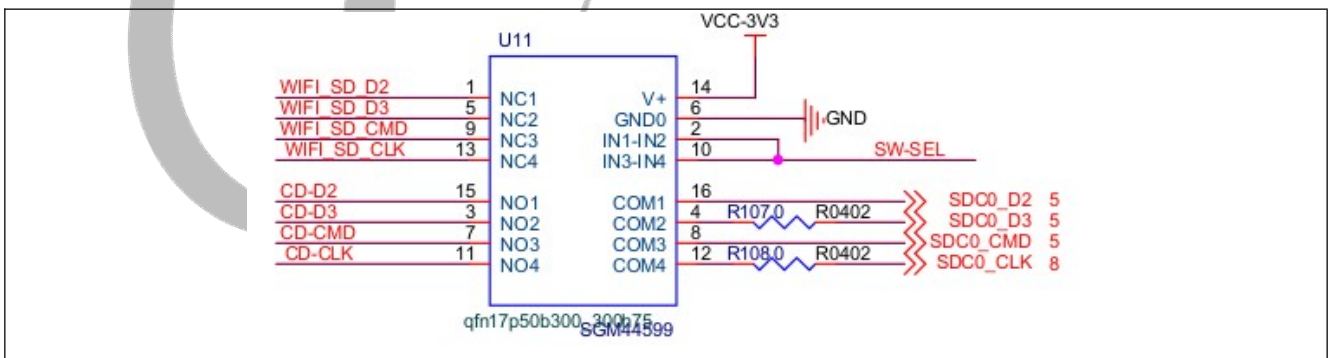 VCC-3V3
U11
WIFI_SD_D2 1 NC1 V+ 14
WIFI_SD_D3 5 NC2 GND0 6 GND
WIFI_SD_CMD 9 NC3 IN1-IN2 2
WIFI_SD_CLK 13 NC4 IN3-IN4 10 SW-SEL
CD-D2 15 NO1 COM1 16 SDC0_D2 5
CD-D3 3 NO2 COM2 4 R107 0 R0402 SDC0_D3 5
CD-CMD 7 NO3 COM3 8 SDC0_CMD 5
CD-CLK 11 NO4 COM4 12 R108 0 R0402 SDC0_CLK 8
qfn17p50b300_300b75
SGM44599